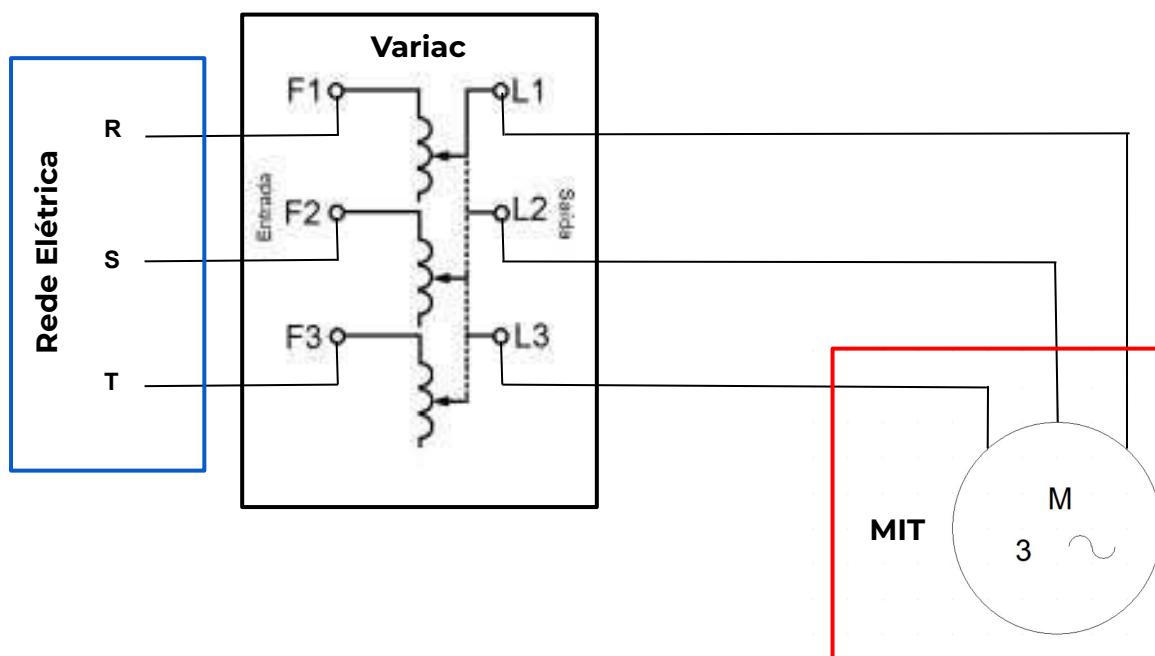 Variac
Rede Elétrica
R
S
T
Entrada
F1
F2
F3
L1
L2
L3
Saída
MIT
M
3